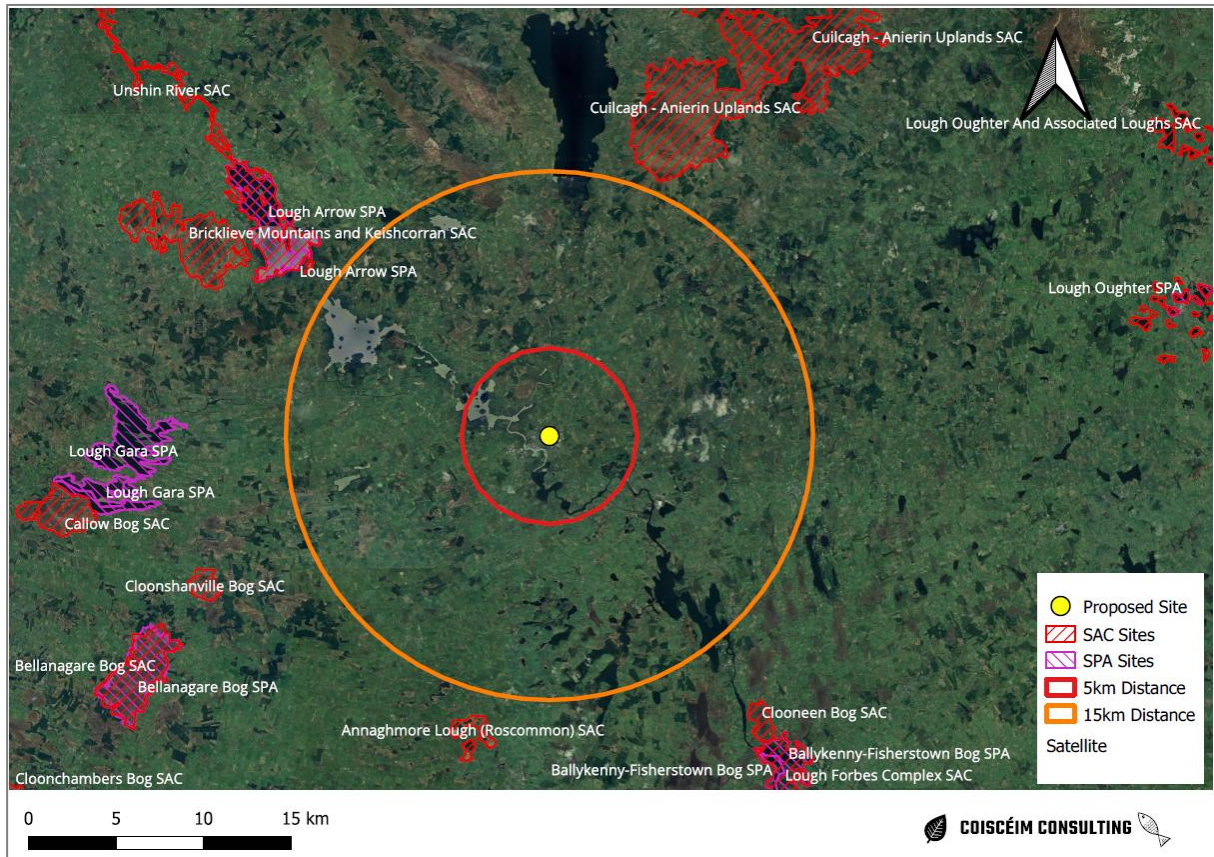 Cuilcagh - Anierin Uplands SAC
Unshin River SAC
Cuilcagh - Anierin Uplands SAC
Lough Oughter And Associated Loughs SAC
Lough Arrow SPA
Bricklieve Mountains and Keishcorran SAC
Lough Arrow SPA
Lough Oughter SPA
Lough Gara SPA
Lough Gara SPA
Callow Bog SAC
Cloonshanville Bog SAC
Bellanagare Bog SAC
Bellanagare Bog SPA
Annaghmore Lough (Roscommon) SAC
Clooneen Bog SAC
Ballykenny-Fisherstown Bog SPA
Ballykenny-Fisherstown Bog SPA
Lough Forbes Complex SAC
Cloonchambers Bog SAC
Proposed Site
SAC Sites
SPA Sites
5km Distance
15km Distance
Satellite
0 5 10 15 km
COISCÉIM CONSULTING